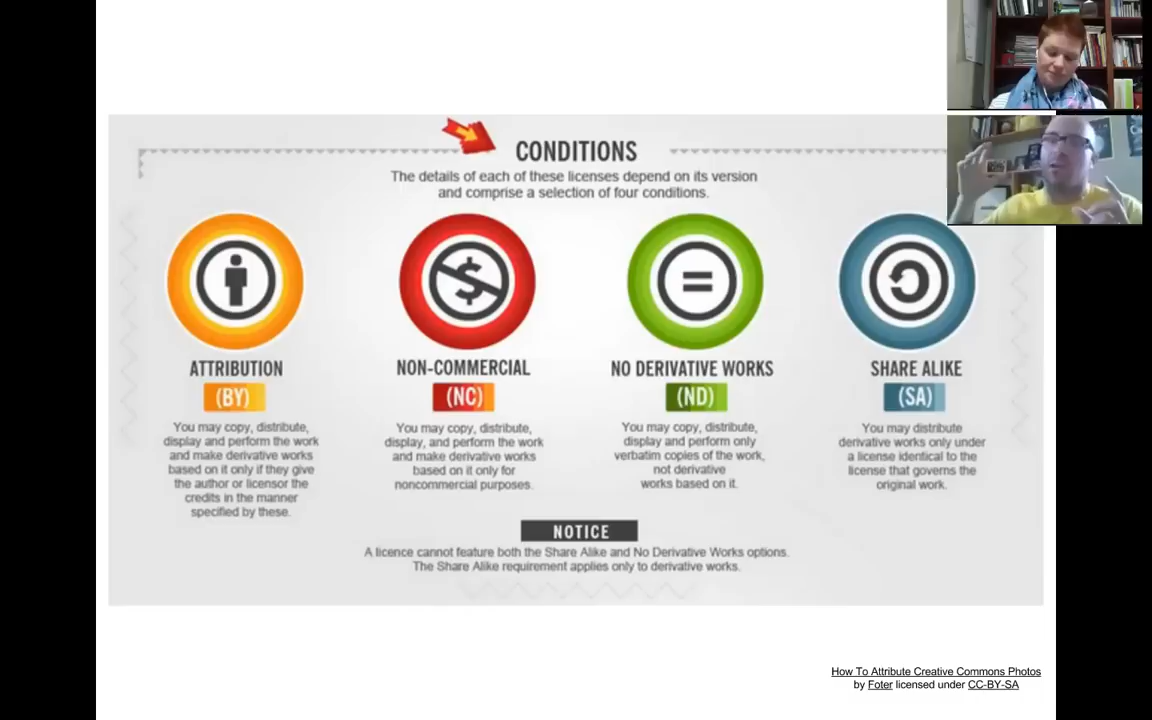 CONDITIONS
The details of each of these licenses depend on its version
and comprise a selection of four conditions.
ATTRIBUTION
(BY)
You may copy, distribute,
display and perform the work
and make derivative works
based on it only if they give
the author or licensor the
credits in the manner
specified by these.
NON-COMMERCIAL
(NC)
You may copy, distribute,
display, and perform the work
and make derivative works
based on it only for
noncommercial purposes.
NO DERIVATIVE WORKS
(ND)
You may copy, distribute,
display and perform only
verbatim copies of the work,
not derivative
works based on it.
SHARE ALIKE
(SA)
You may distribute
derivative works only under
a license identical to the
license that governs the
original work.
NOTICE
A licence cannot feature both the Share Alike and No Derivative Works options.
The Share Alike requirement applies only to derivative works.
How To Attribute Creative Commons Photos
by Foter licensed under CC-BY-SA